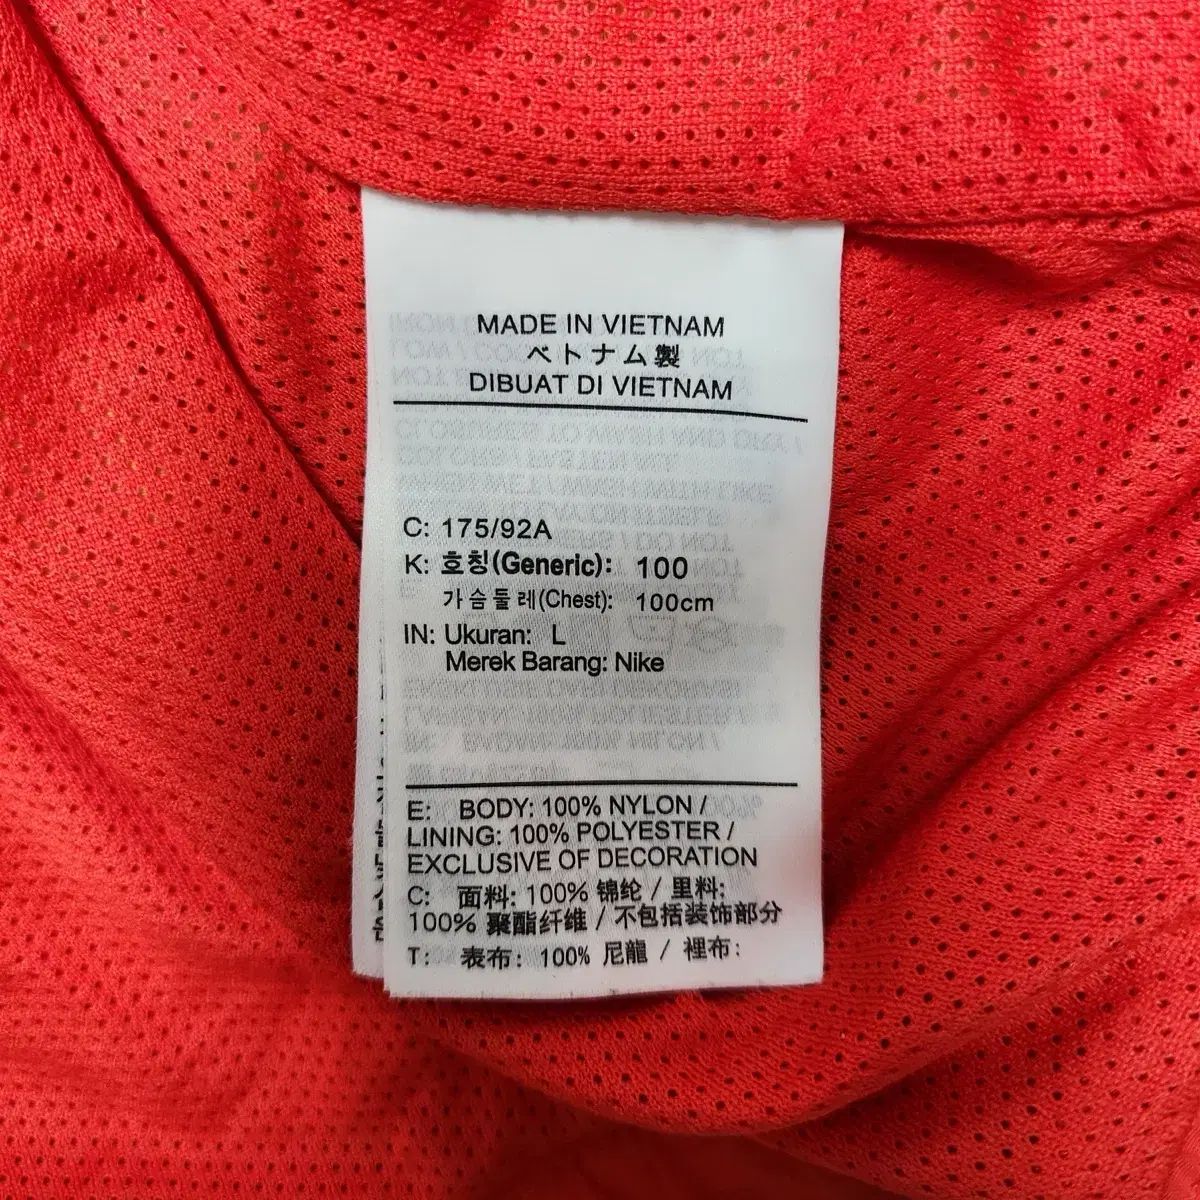 MADE IN VIETNAM
ベトナム製
DIBUAT DI VIETNAM
C: 175/92A
K: 호칭(Generic): 100
가슴둘레(Chest): 100cm
IN: Ukuran: L
Merek Barang: Nike
E: BODY: 100% NYLON /
LINING: 100% POLYESTER /
EXCLUSIVE OF DECORATION
C: 面料: 100% 锦纶 / 里料:
100% 聚酯纤维 / 不包括装饰部分
T: 表布: 100% 尼龍 / 裡布: